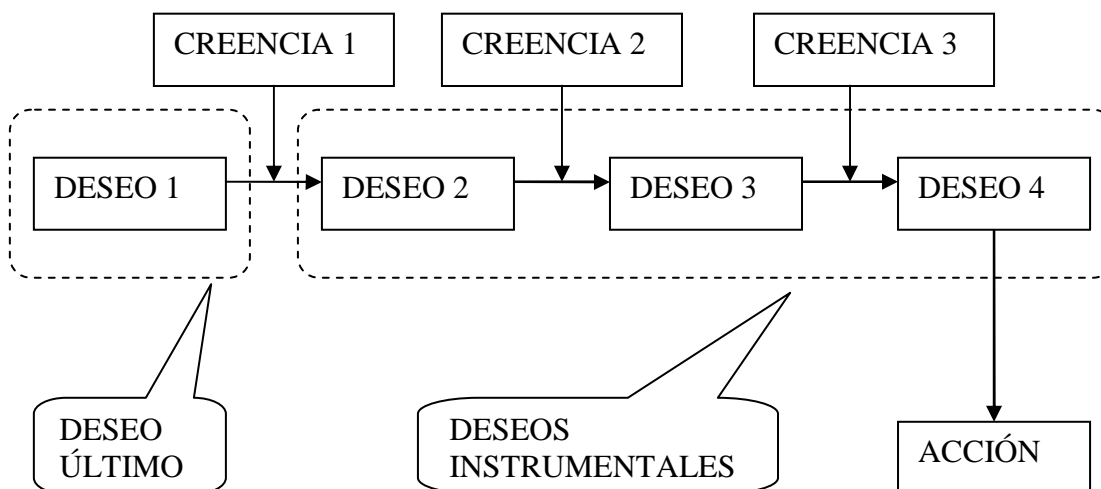 CREENCIA 1
CREENCIA 2
CREENCIA 3
DESEO 1
DESEO 2
DESEO 3
DESEO 4
DESEO
ÚLTIMO
DESEOS
INSTRUMENTALES
ACCIÓN